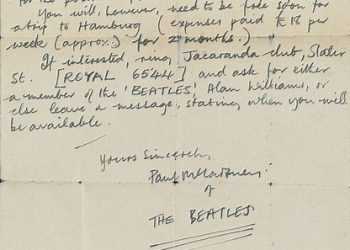 for the po
You will, however, need to be free soon for
a trip to Hamburg (expenses paid £18 per
week (approx.) for 2 months.)
If interested, ring Jacaranda club, Slater
St. [ROYAL 6544] and ask for either
a member of the 'BEATLES', Alan Williams, or
else leave a message, stating when you will
be available.
Yours Sincerely,
Paul McCartney
of
THE BEATLES